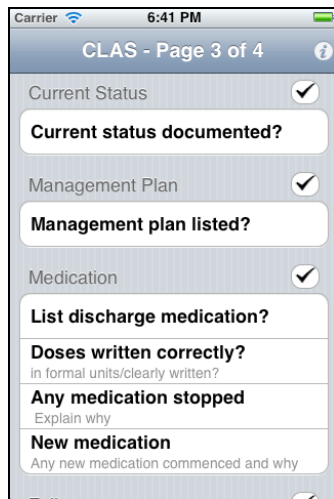 Carrier 6:41 PM
CLAS - Page 3 of 4
Current Status
Current status documented?
Management Plan
Management plan listed?
Medication
List discharge medication?
Doses written correctly?
in formal units/clearly written?
Any medication stopped
Explain why
New medication
Any new medication commenced and why